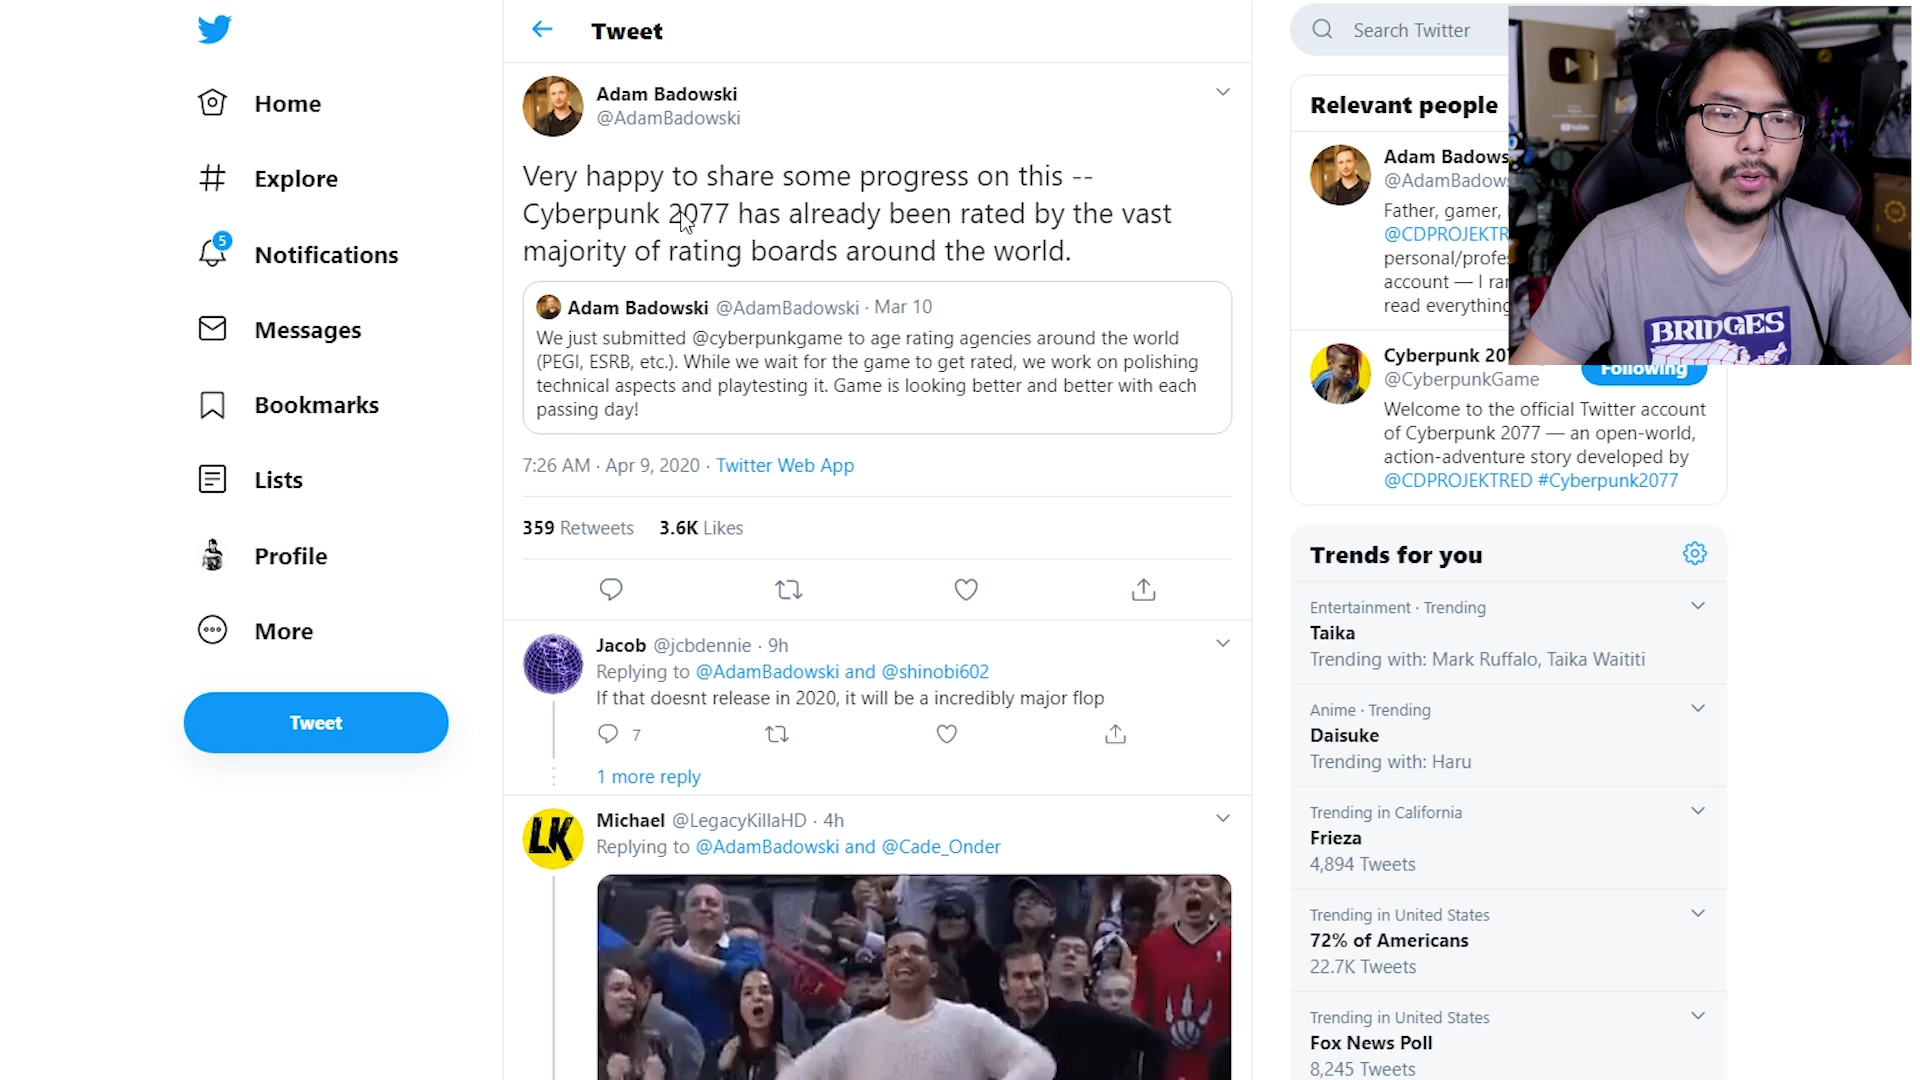 Home
Explore
5
Notifications
Messages
Bookmarks
Lists
Profile
More
Tweet
Tweet
Adam Badowski
@AdamBadowski
Very happy to share some progress on this --
Cyberpunk 2077 has already been rated by the vast
majority of rating boards around the world.
Adam Badowski @AdamBadowski · Mar 10
We just submitted @cyberpunkgame to age rating agencies around the world
(PEGI, ESRB, etc.). While we wait for the game to get rated, we work on polishing
technical aspects and playtesting it. Game is looking better and better with each
passing day!
7:26 AM · Apr 9, 2020 · Twitter Web App
359 Retweets 3.6K Likes
Jacob @jcbdennie · 9h
Replying to @AdamBadowski and @shinobi602
If that doesnt release in 2020, it will be a incredibly major flop
7
1 more reply
LK
Michael @LegacyKillaHD · 4h
Replying to @AdamBadowski and @Cade_Onder
Search Twitter
Relevant people
Adam Badows
@AdamBadows
Father, gamer,
@CDPROJEKTR
personal/profes
account — I rar
read everything
BRIDGES
Cyberpunk 20
@CyberpunkGame
Following
Welcome to the official Twitter account
of Cyberpunk 2077 — an open-world,
action-adventure story developed by
@CDPROJEKTRED #Cyberpunk2077
Trends for you
Entertainment · Trending
Taika
Trending with: Mark Ruffalo, Taika Waititi
Anime · Trending
Daisuke
Trending with: Haru
Trending in California
Frieza
4,894 Tweets
Trending in United States
72% of Americans
22.7K Tweets
Trending in United States
Fox News Poll
8,245 Tweets